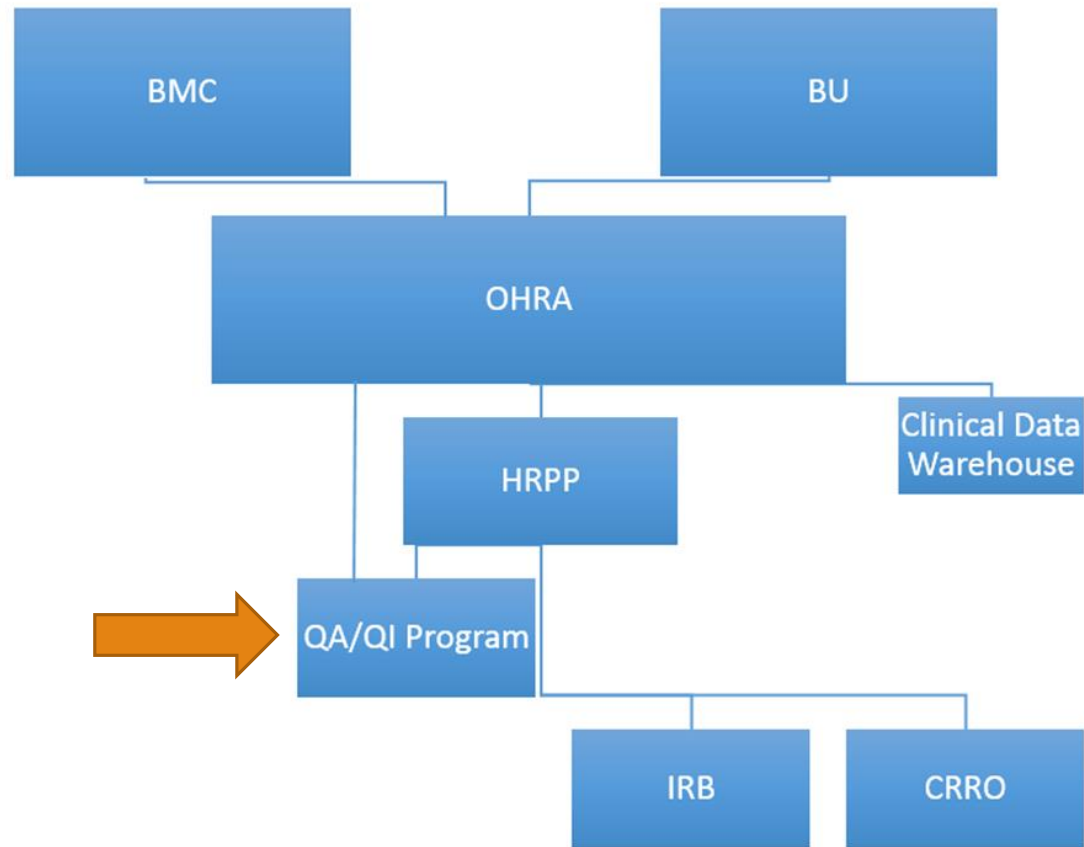 BMC
BU
OHRA
Clinical Data
Warehouse
HRPP
QA/QI Program
IRB
CRRO